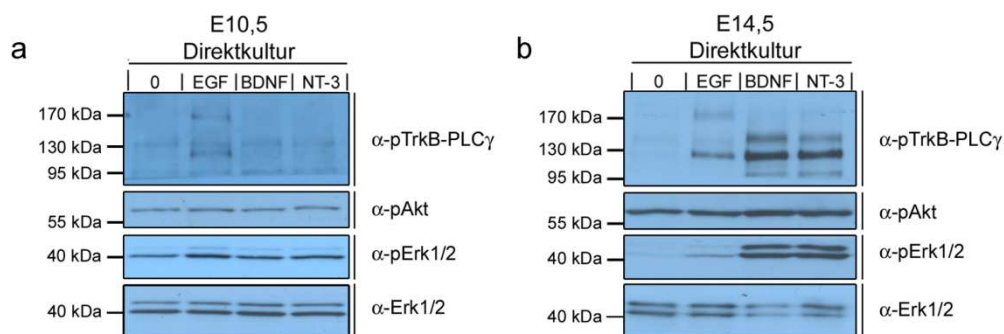 a
E10,5
Direktkultur
0 | EGF | BDNF | NT-3
170 kDa
130 kDa
95 kDa
α-pTrkB-PLCγ
55 kDa
α-pAkt
40 kDa
α-pErk1/2
40 kDa
α-Erk1/2
b
E14,5
Direktkultur
0 | EGF | BDNF | NT-3
170 kDa
130 kDa
95 kDa
α-pTrkB-PLCγ
55 kDa
α-pAkt
40 kDa
α-pErk1/2
40 kDa
α-Erk1/2